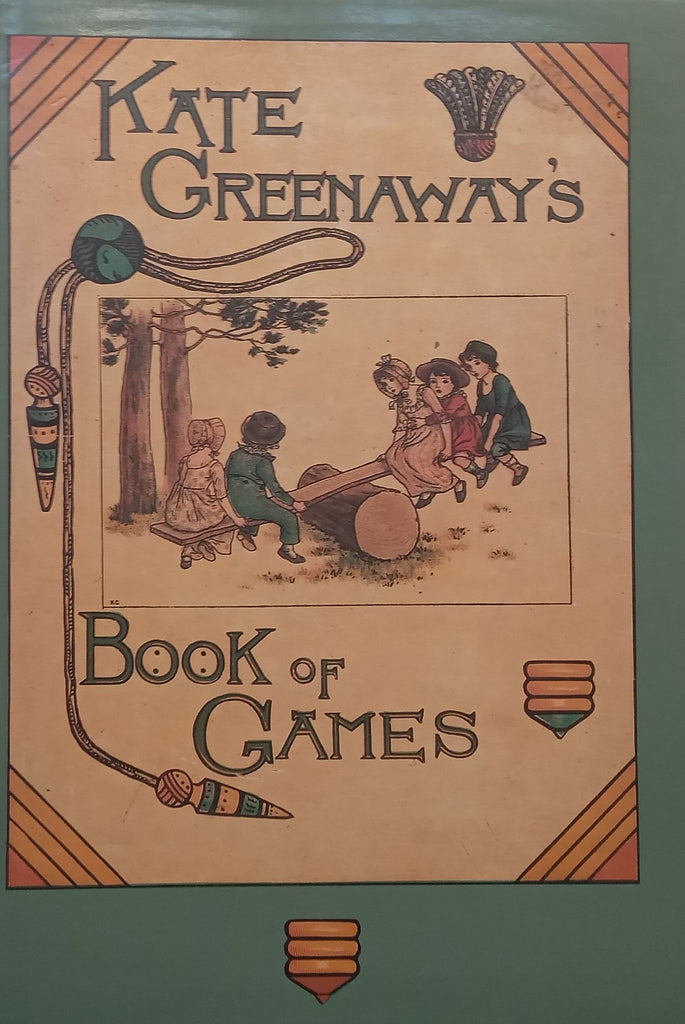 KATE
GREENAWAY'S
K.G.
BOOK OF
GAMES